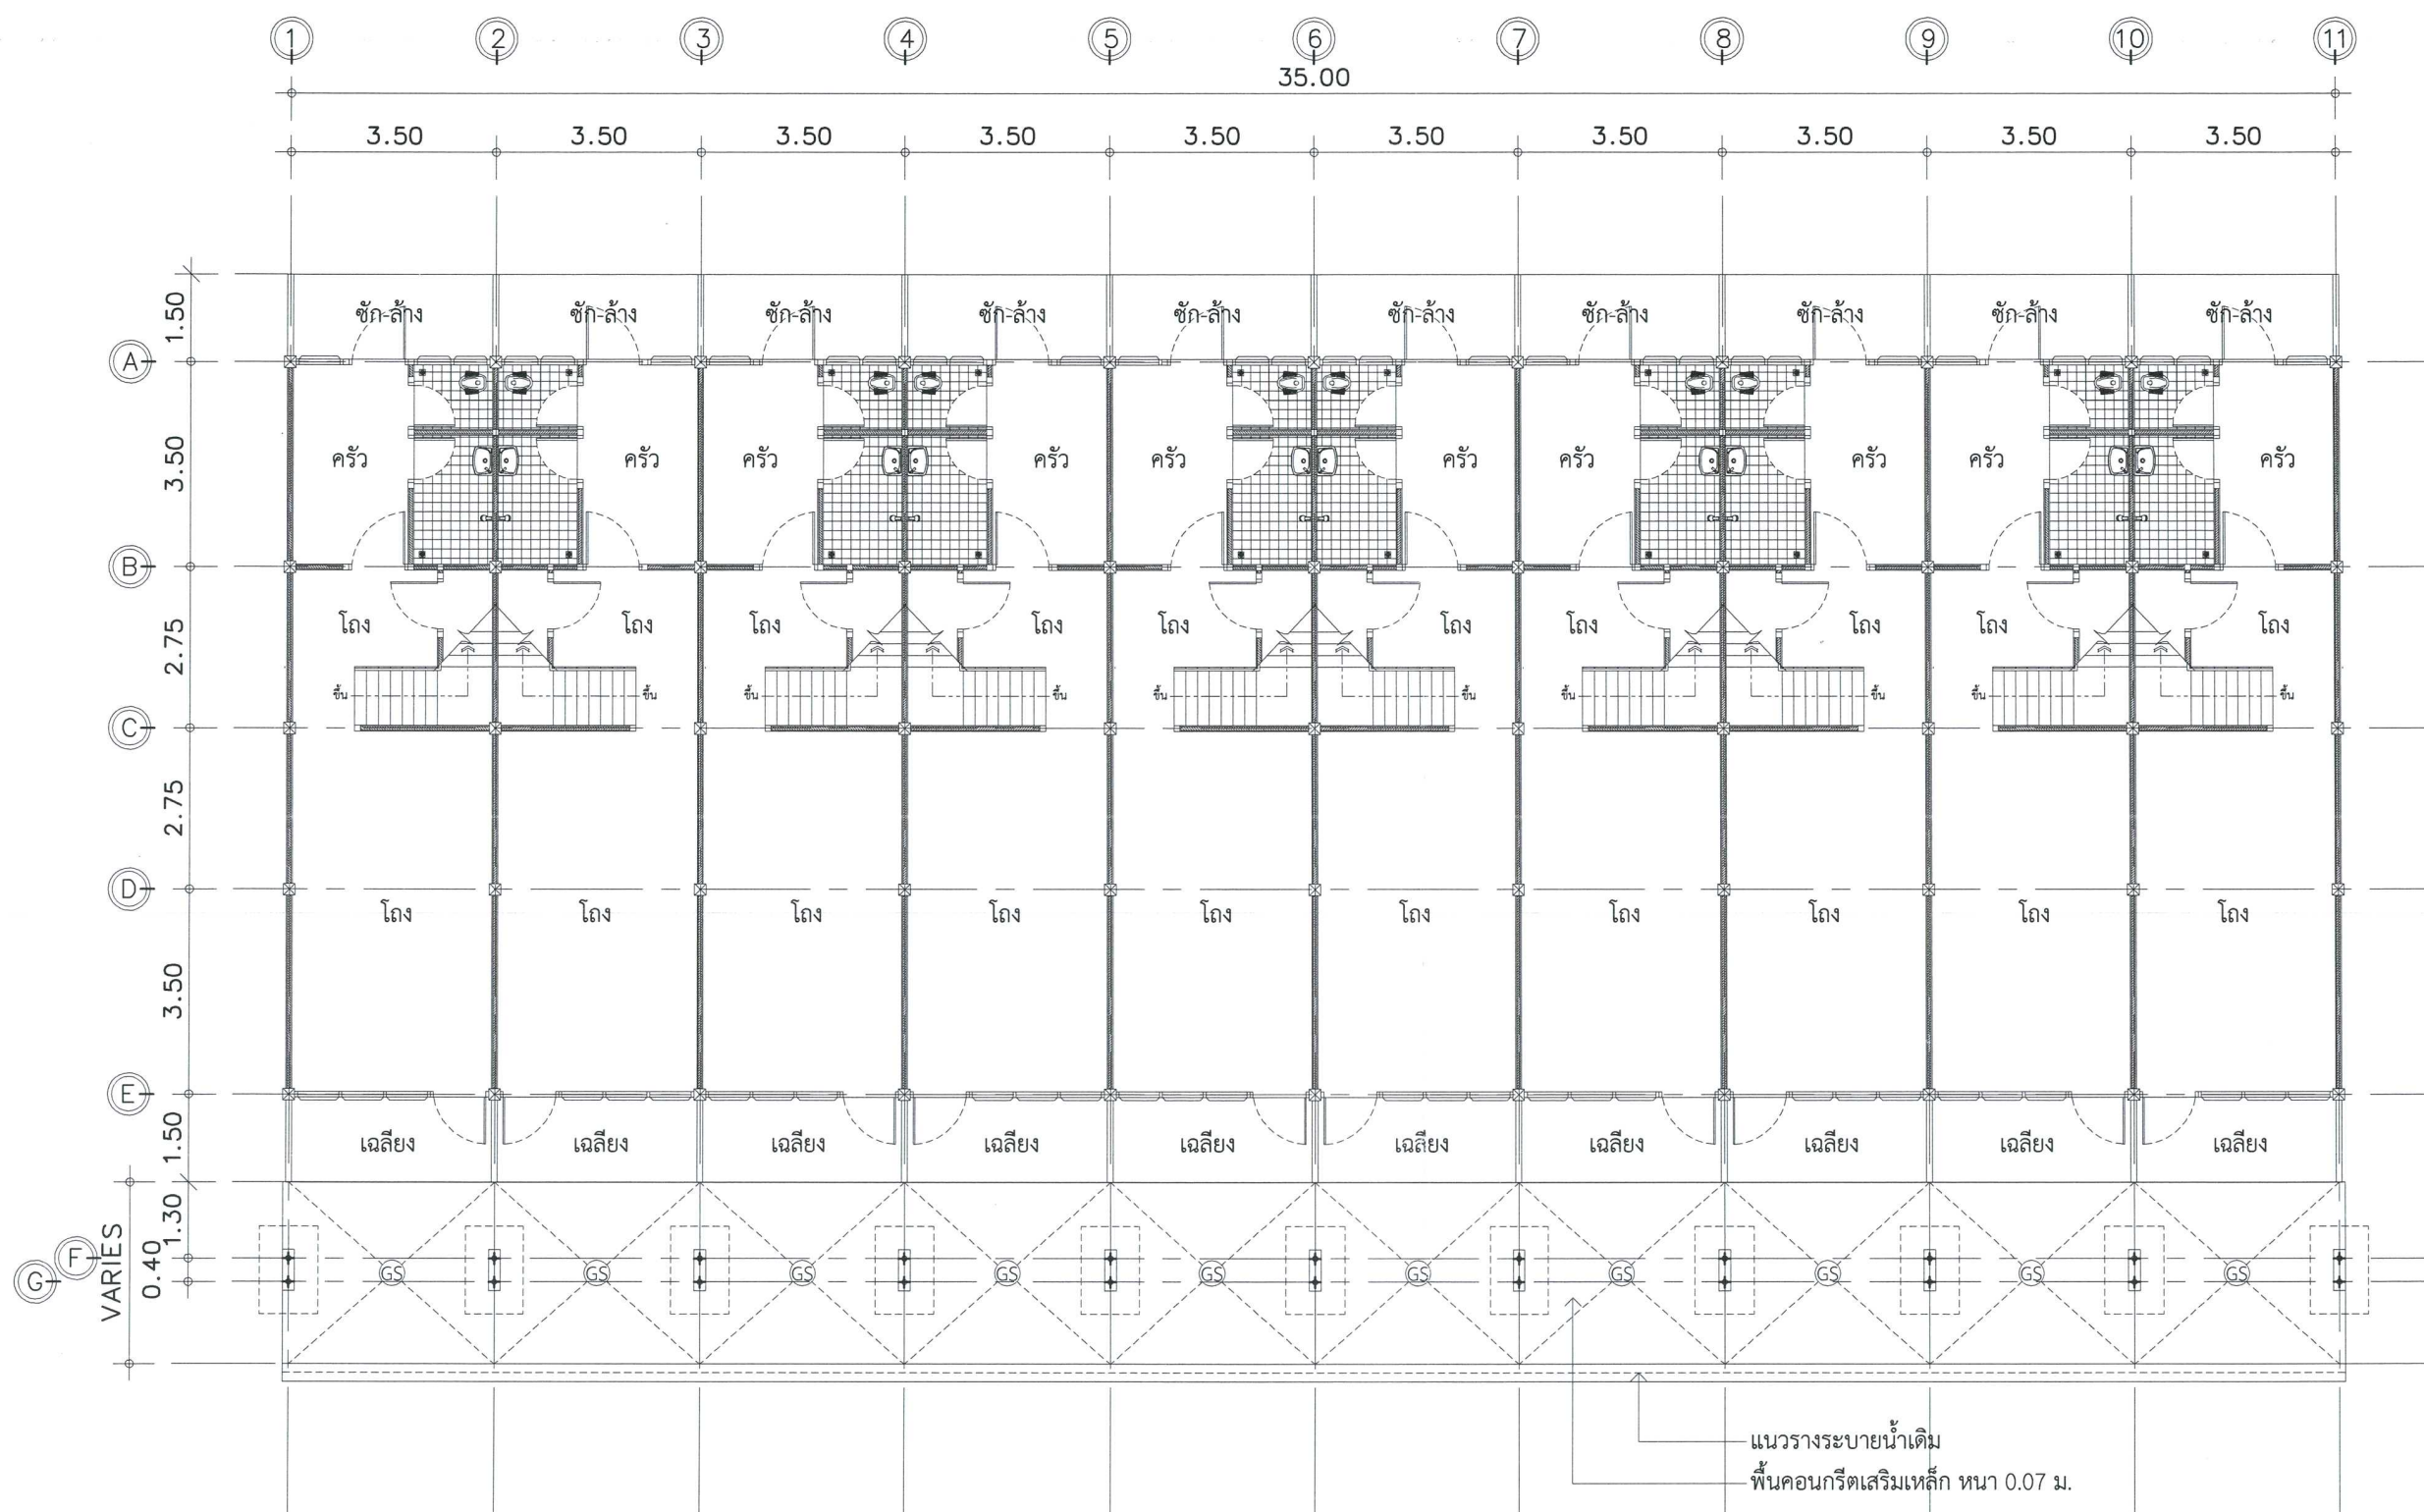 1 2 3 4 5 6 7 8 9 10 11
35.00
3.50 3.50 3.50 3.50 3.50 3.50 3.50 3.50 3.50 3.50
1.50
ซัก-ล้าง ซัก-ล้าง ซัก-ล้าง ซัก-ล้าง ซัก-ล้าง ซัก-ล้าง ซัก-ล้าง ซัก-ล้าง ซัก-ล้าง ซัก-ล้าง
A
3.50
ครัว ครัว ครัว ครัว ครัว ครัว ครัว ครัว ครัว ครัว
B
2.75
โถง โถง โถง โถง โถง โถง โถง โถง โถง โถง
ขึ้น ขึ้น ขึ้น ขึ้น ขึ้น ขึ้น ขึ้น ขึ้น ขึ้น ขึ้น
C
2.75
D
โถง โถง โถง โถง โถง โถง โถง โถง โถง โถง
3.50
E
1.50
เฉลียง เฉลียง เฉลียง เฉลียง เฉลียง เฉลียง เฉลียง เฉลียง เฉลียง เฉลียง
1.30
F
VARIES
0.40
G
GS GS GS GS GS GS GS GS GS GS
แนวรางระบายน้ำเดิม
พื้นคอนกรีตเสริมเหล็ก หนา 0.07 ม.